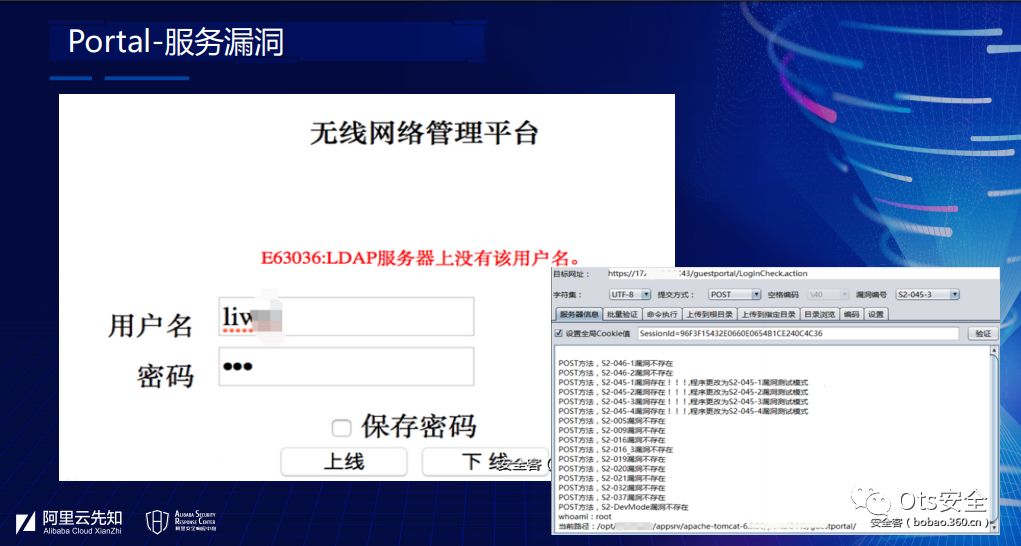 Portal-服务漏洞
无线网络管理平台
E63036:LDAP服务器上没有该用户名。
用户名 liw
密码 •••
保存密码
上线 下 线
目标网址： https://17 43/guestportal/LoginCheck.action
字符集： UTF-8 提交方式： POST 空格编码 \40 漏洞编号 S2-045-3
服务器信息 批量验证 命令执行 上传到根目录 上传到指定目录 目录浏览 编码 设置
设置全局Cookie值 SessionId=96F3F15432E0660E0654B1CE240C4C36 验证
POST方法，S2-046-1漏洞不存在
POST方法，S2-046-2漏洞不存在
POST方法，S2-045-1漏洞存在！！！,程序更改为S2-045-1漏洞测试模式
POST方法，S2-045-2漏洞存在！！！,程序更改为S2-045-2漏洞测试模式
POST方法，S2-045-3漏洞存在！！！,程序更改为S2-045-3漏洞测试模式
POST方法，S2-045-4漏洞存在！！！,程序更改为S2-045-4漏洞测试模式
POST方法，S2-005漏洞不存在
POST方法，S2-009漏洞不存在
POST方法，S2-016漏洞不存在
POST方法，S2-016_3漏洞不存在
POST方法，S2-019漏洞不存在
POST方法，S2-020漏洞不存在
POST方法，S2-021漏洞不存在
POST方法，S2-032漏洞不存在
POST方法，S2-037漏洞不存在
POST方法，S2-DevMode漏洞不存在
whoami：root
当前路径：/opt/ /appsrv/apache-tomcat-6. guestportal/
安全客（
阿里云先知
Alibaba Cloud XianZhi
ALIBABA SECURITY
RESPONSE CENTER
阿里安全响应中心
Ots安全
安全客（bobao.360.cn）